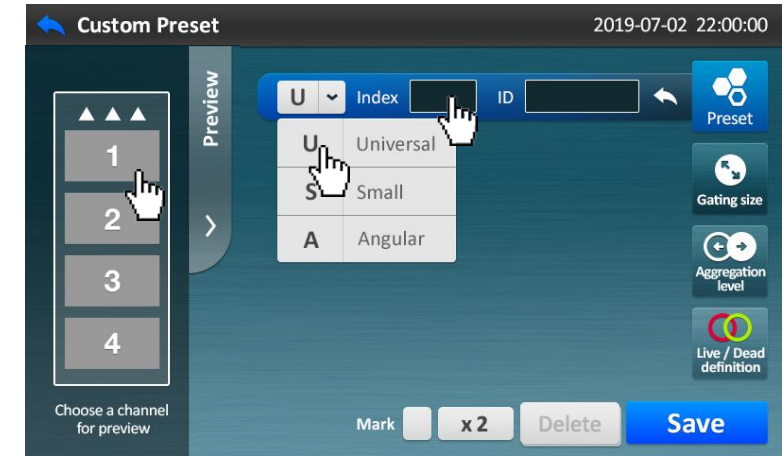 Custom Preset
2019-07-02 22:00:00
▲ ▲ ▲
1
2
3
4
Choose a channel
for preview
Preview
U
Index
ID
U Universal
S Small
A Angular
Preset
Gating size
Aggregation
level
Live / Dead
definition
Mark
x 2
Delete
Save